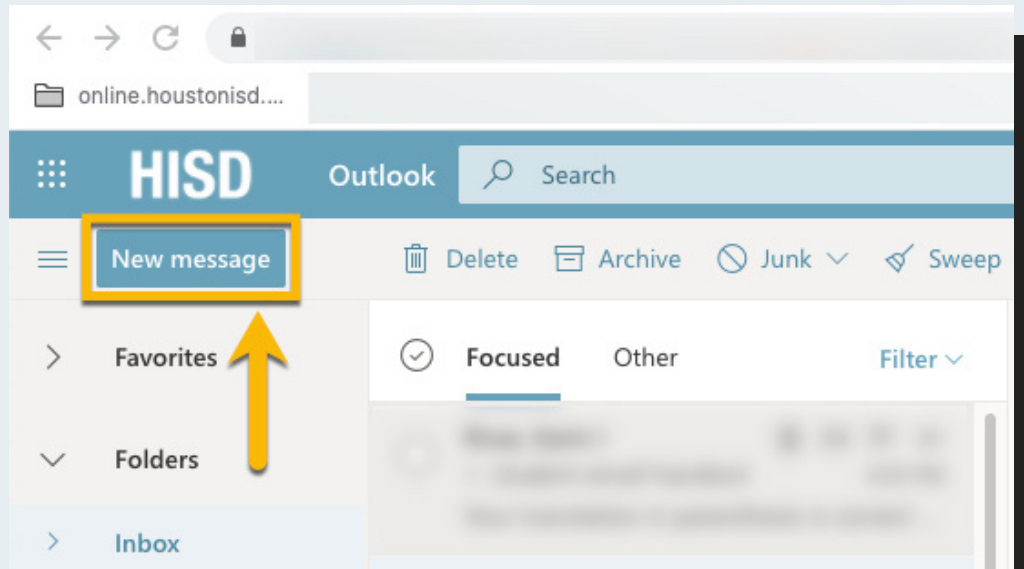 online.houstonisd....
HISD Outlook Search
New message Delete Archive Junk Sweep
Favorites Focused Other Filter
Folders
Inbox